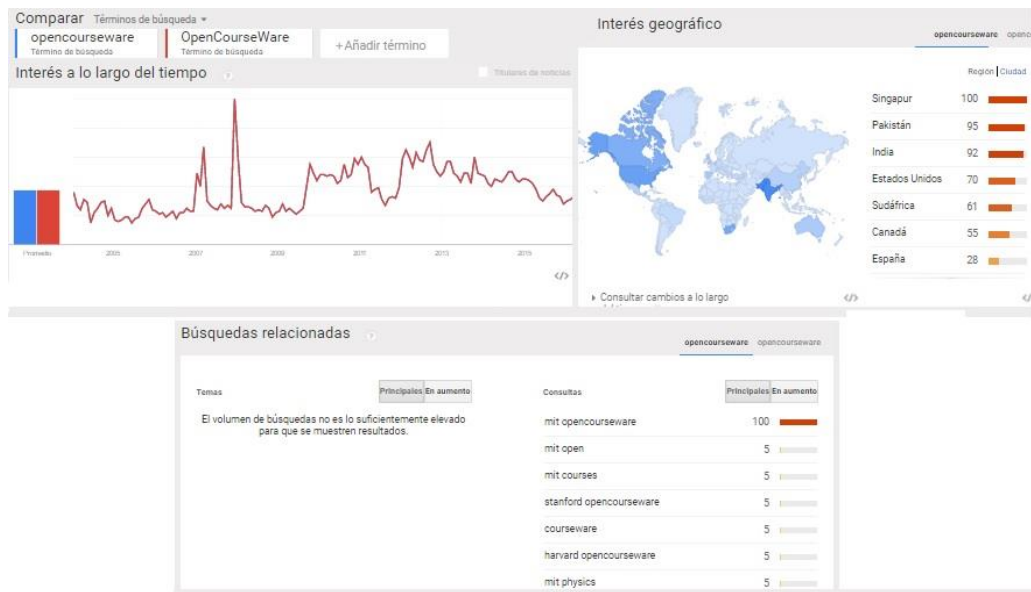 Comparar Términos de búsqueda
opencourseware
Término de búsqueda
OpenCourseWare
Término de búsqueda
+Añadir término
Interés a lo largo del tiempo ?
Titulares de noticias
Promedio
2005 2007 2009 2011 2013 2015
</>
Interés geográfico
opencourseware openc
Región Ciudad
Singapur 100
Pakistán 95
India 92
Estados Unidos 70
Sudáfrica 61
Canadá 55
España 28
Consultar cambios a lo largo
</>
Búsquedas relacionadas ?
opencourseware opencourseware
Temas
Principales En aumento
El volumen de búsquedas no es lo suficientemente elevado
para que se muestren resultados.
Consultas
Principales En aumento
mit opencourseware 100
mit open 5
mit courses 5
stanford opencourseware 5
courseware 5
harvard opencourseware 5
mit physics 5